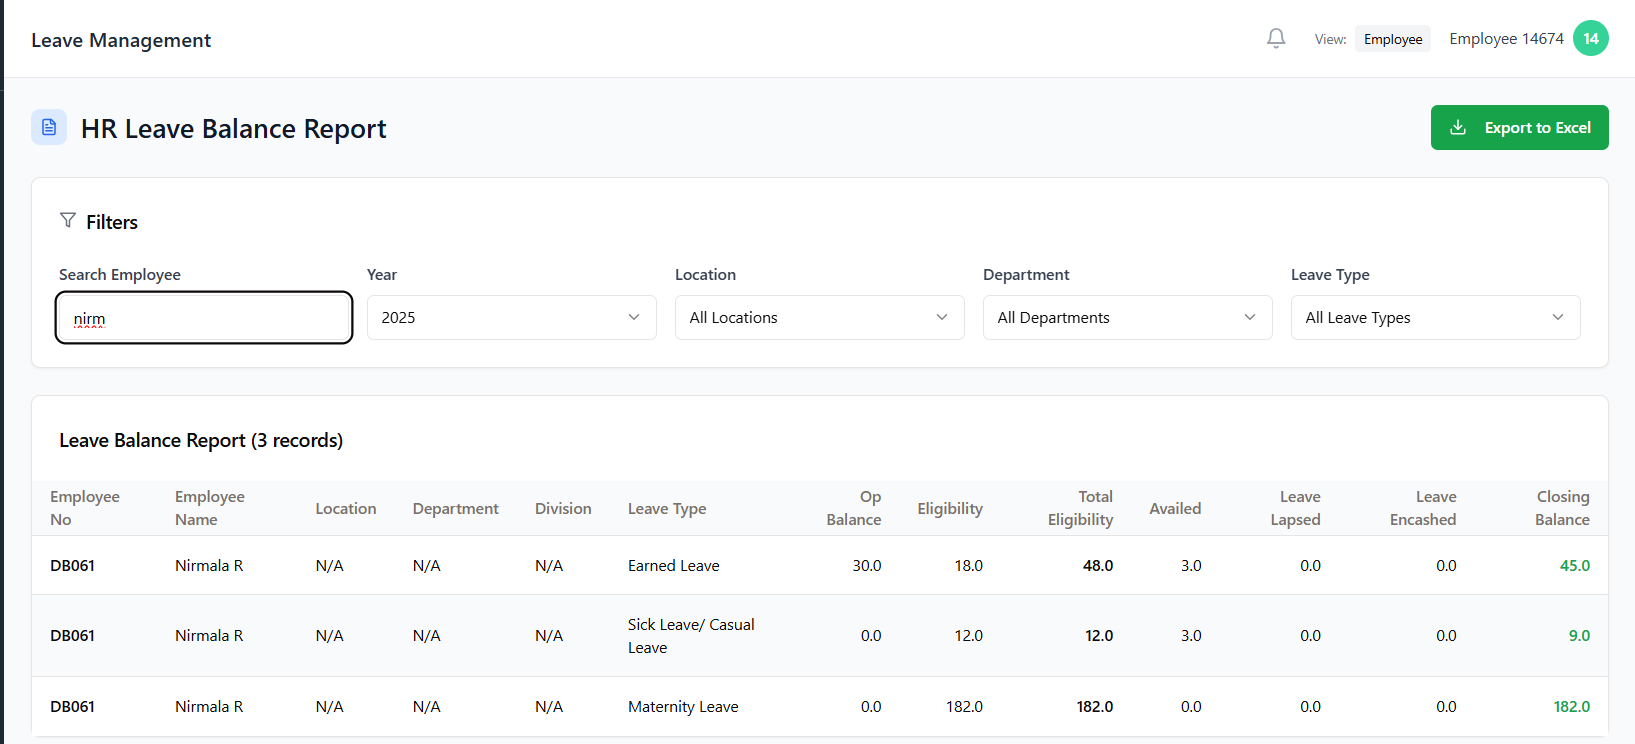 Leave Management
View: Employee Employee 14674 14
HR Leave Balance Report
Export to Excel
Filters
Search Employee Year Location Department Leave Type
nirm 2025 All Locations All Departments All Leave Types
Leave Balance Report (3 records)
Employee No Employee Name Location Department Division Leave Type Op Balance Eligibility Total Eligibility Availed Leave Lapsed Leave Encashed Closing Balance
DB061 Nirmala R N/A N/A N/A Earned Leave 30.0 18.0 48.0 3.0 0.0 0.0 45.0
DB061 Nirmala R N/A N/A N/A Sick Leave/ Casual Leave 0.0 12.0 12.0 3.0 0.0 0.0 9.0
DB061 Nirmala R N/A N/A N/A Maternity Leave 0.0 182.0 182.0 0.0 0.0 0.0 182.0